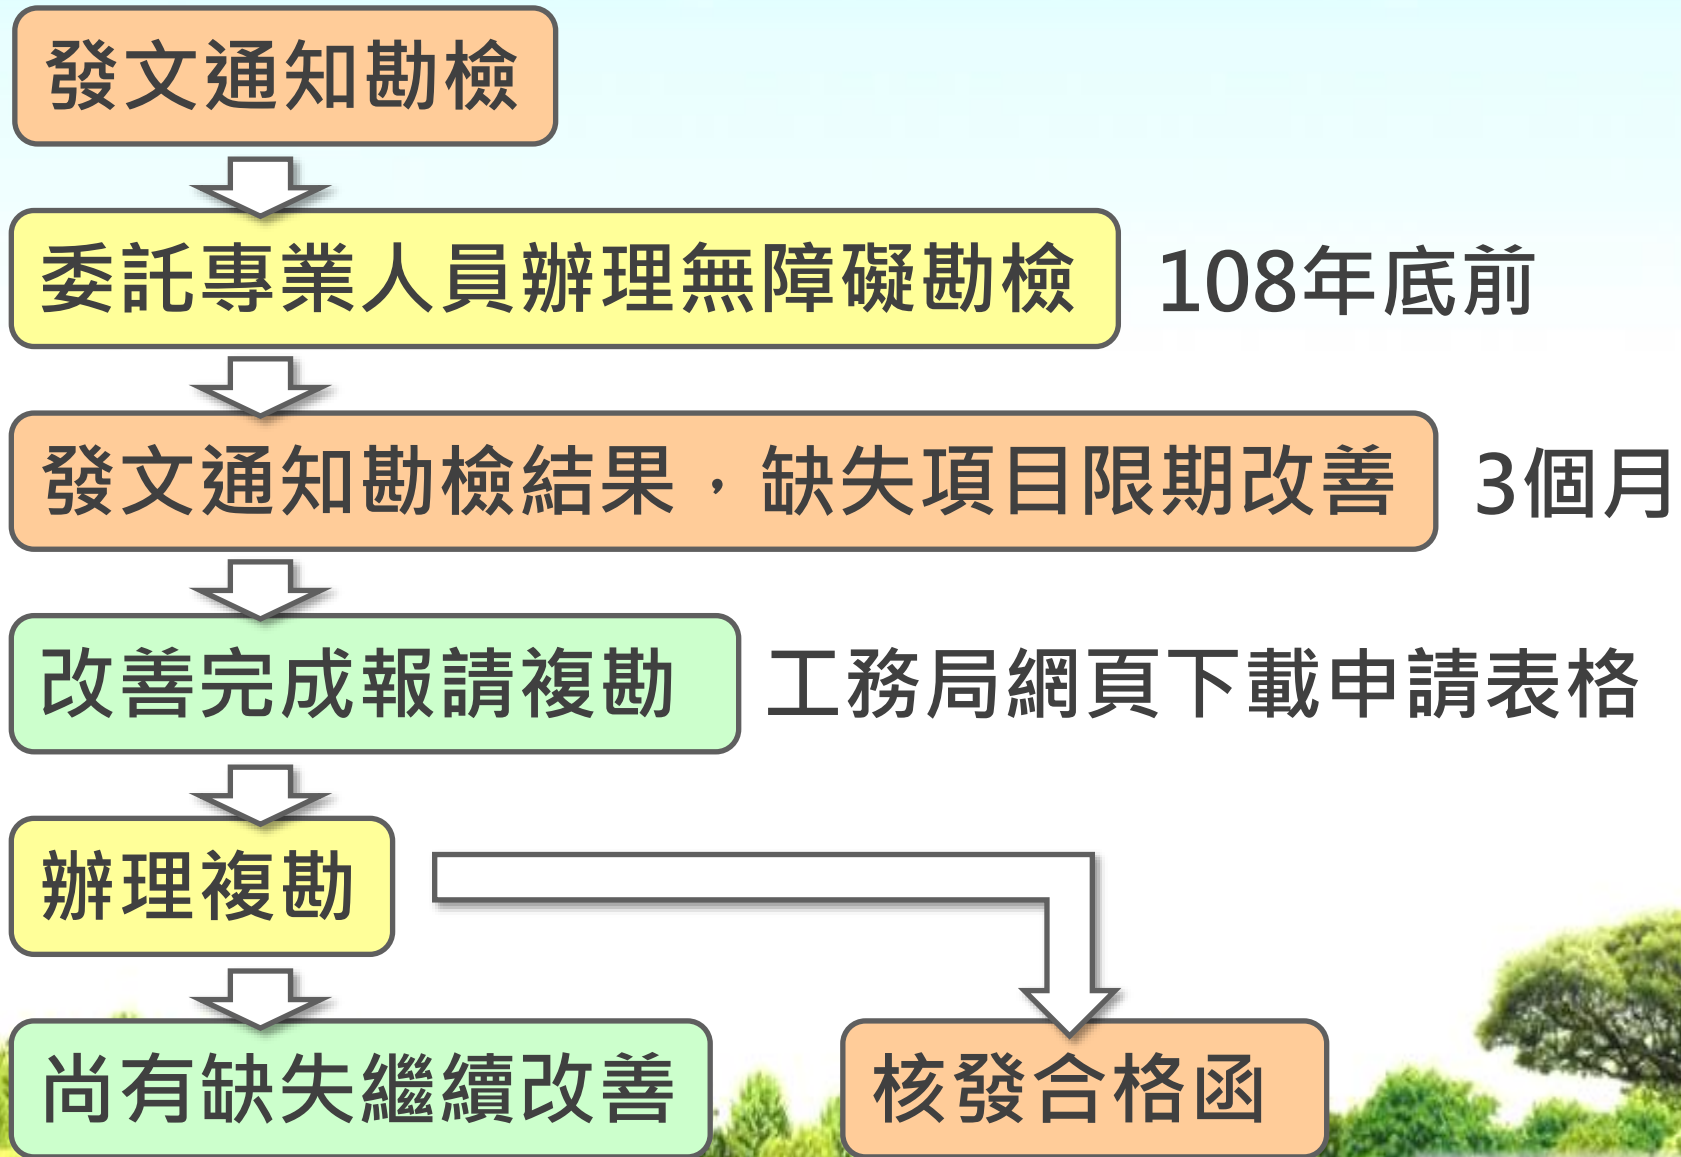 發文通知勘檢
委託專業人員辦理無障礙勘檢 108年底前
發文通知勘檢結果，缺失項目限期改善 3個月
改善完成報請複勘 工務局網頁下載申請表格
辦理複勘
尚有缺失繼續改善 核發合格函